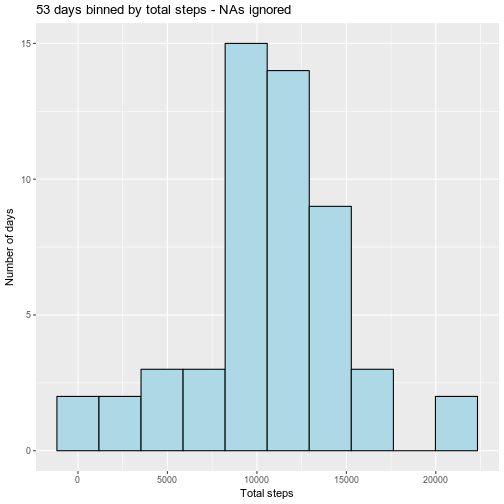 53 days binned by total steps - NAs ignored
15
10
5
0
Number of days
0 5000 10000 15000 20000
Total steps